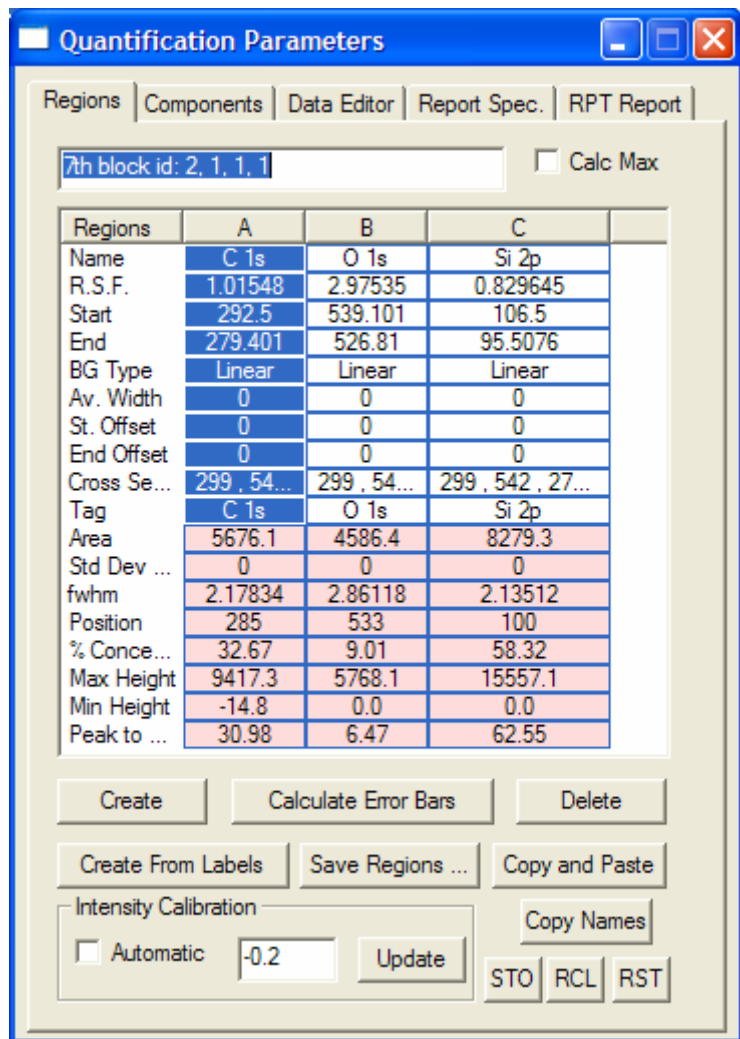 Quantification Parameters
Regions Components Data Editor Report Spec. RPT Report
7th block id: 2, 1, 1, 1 Calc Max
Regions A B C
Name C 1s O 1s Si 2p
R.S.F. 1.01548 2.97535 0.829645
Start 292.5 539.101 106.5
End 279.401 526.81 95.5076
BG Type Linear Linear Linear
Av. Width 0 0 0
St. Offset 0 0 0
End Offset 0 0 0
Cross Se... 299 , 54... 299 , 54... 299 , 542 , 27...
Tag C 1s O 1s Si 2p
Area 5676.1 4586.4 8279.3
Std Dev ... 0 0 0
fwhm 2.17834 2.86118 2.13512
Position 285 533 100
% Conce... 32.67 9.01 58.32
Max Height 9417.3 5768.1 15557.1
Min Height -14.8 0.0 0.0
Peak to ... 30.98 6.47 62.55
Create Calculate Error Bars Delete
Create From Labels Save Regions ... Copy and Paste
Intensity Calibration
Copy Names
Automatic -0.2 Update
STO RCL RST